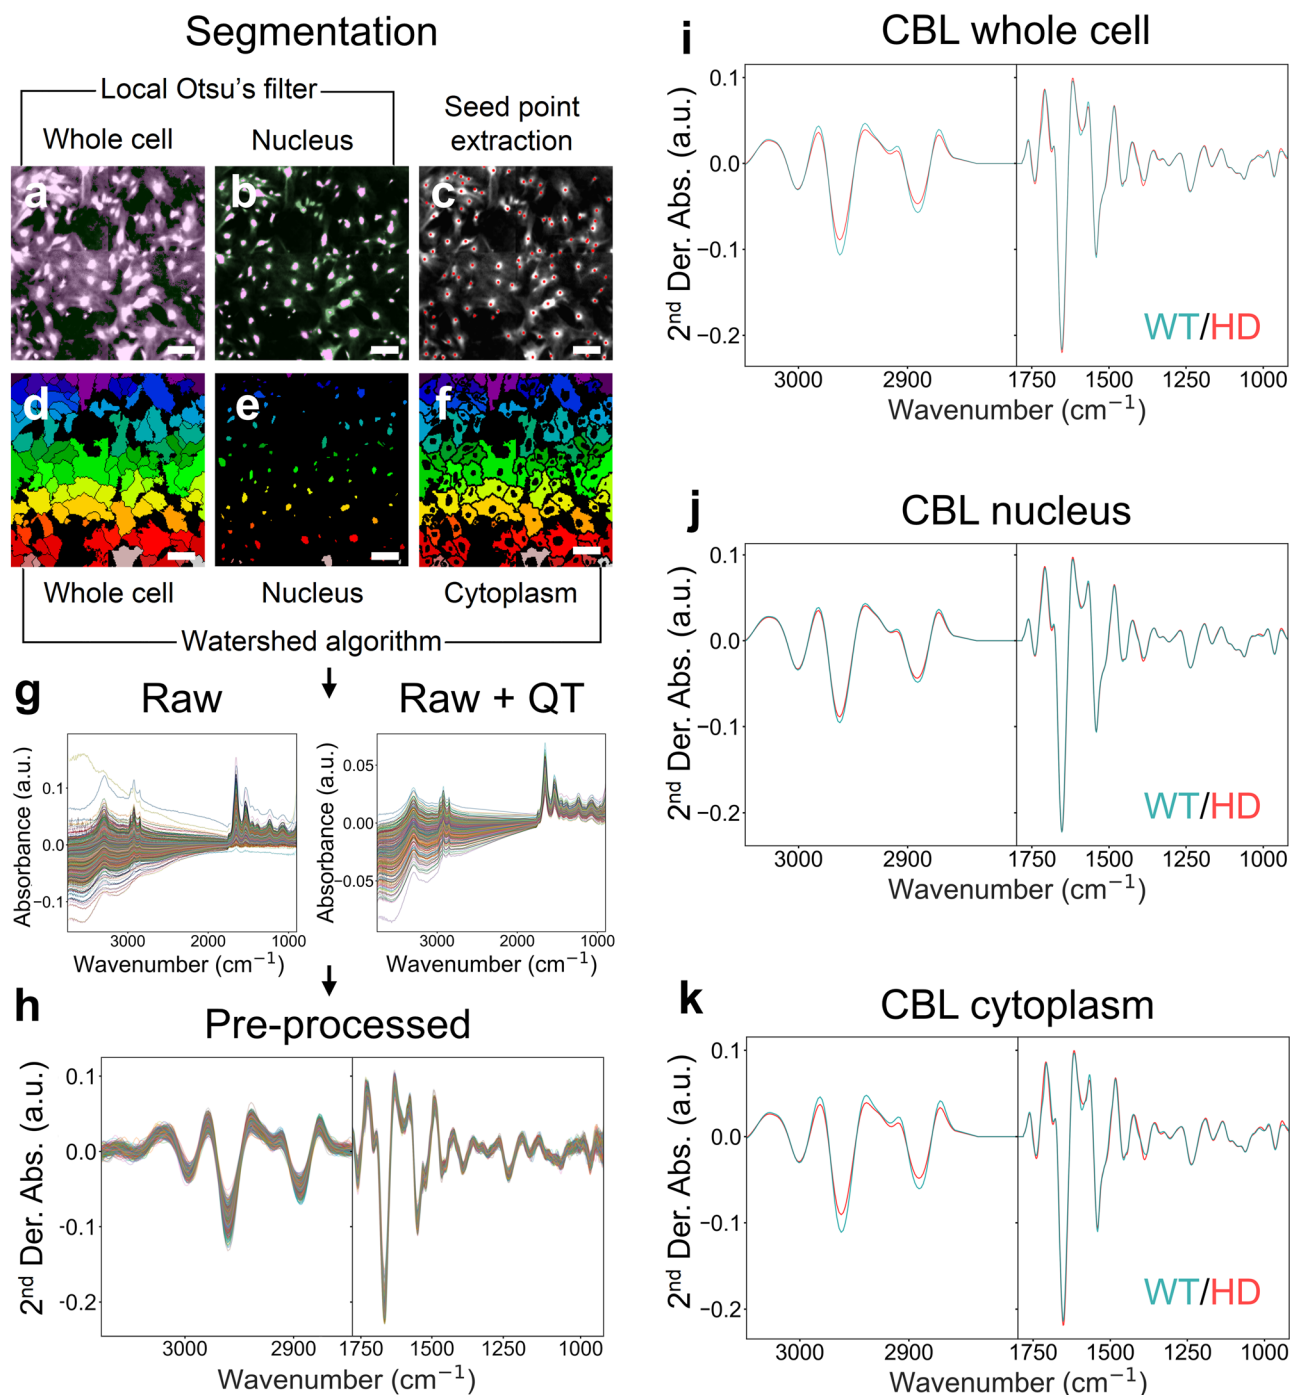 Segmentation
Local Otsu's filter
Whole cell
Nucleus
Seed point
extraction
a
b
c
d
e
f
Whole cell
Nucleus
Cytoplasm
Watershed algorithm
g
Raw
Raw + QT
Absorbance (a.u.)
0.1
0.0
−0.1
3000
2000
1000
Wavenumber (cm⁻¹)
Absorbance (a.u.)
0.05
0.00
−0.05
3000
2000
1000
Wavenumber (cm⁻¹)
h
Pre-processed
2ⁿᵈ Der. Abs. (a.u.)
0.1
0.0
-0.1
-0.2
3000
2900
1750
1500
1250
1000
Wavenumber (cm⁻¹)
i
CBL whole cell
2ⁿᵈ Der. Abs. (a.u.)
0.1
0.0
−0.1
−0.2
WT/HD
3000
2900
1750
1500
1250
1000
Wavenumber (cm⁻¹)
j
CBL nucleus
2ⁿᵈ Der. Abs. (a.u.)
0.1
0.0
−0.1
−0.2
WT/HD
3000
2900
1750
1500
1250
1000
Wavenumber (cm⁻¹)
k
CBL cytoplasm
2ⁿᵈ Der. Abs. (a.u.)
0.1
0.0
−0.1
−0.2
WT/HD
3000
2900
1750
1500
1250
1000
Wavenumber (cm⁻¹)